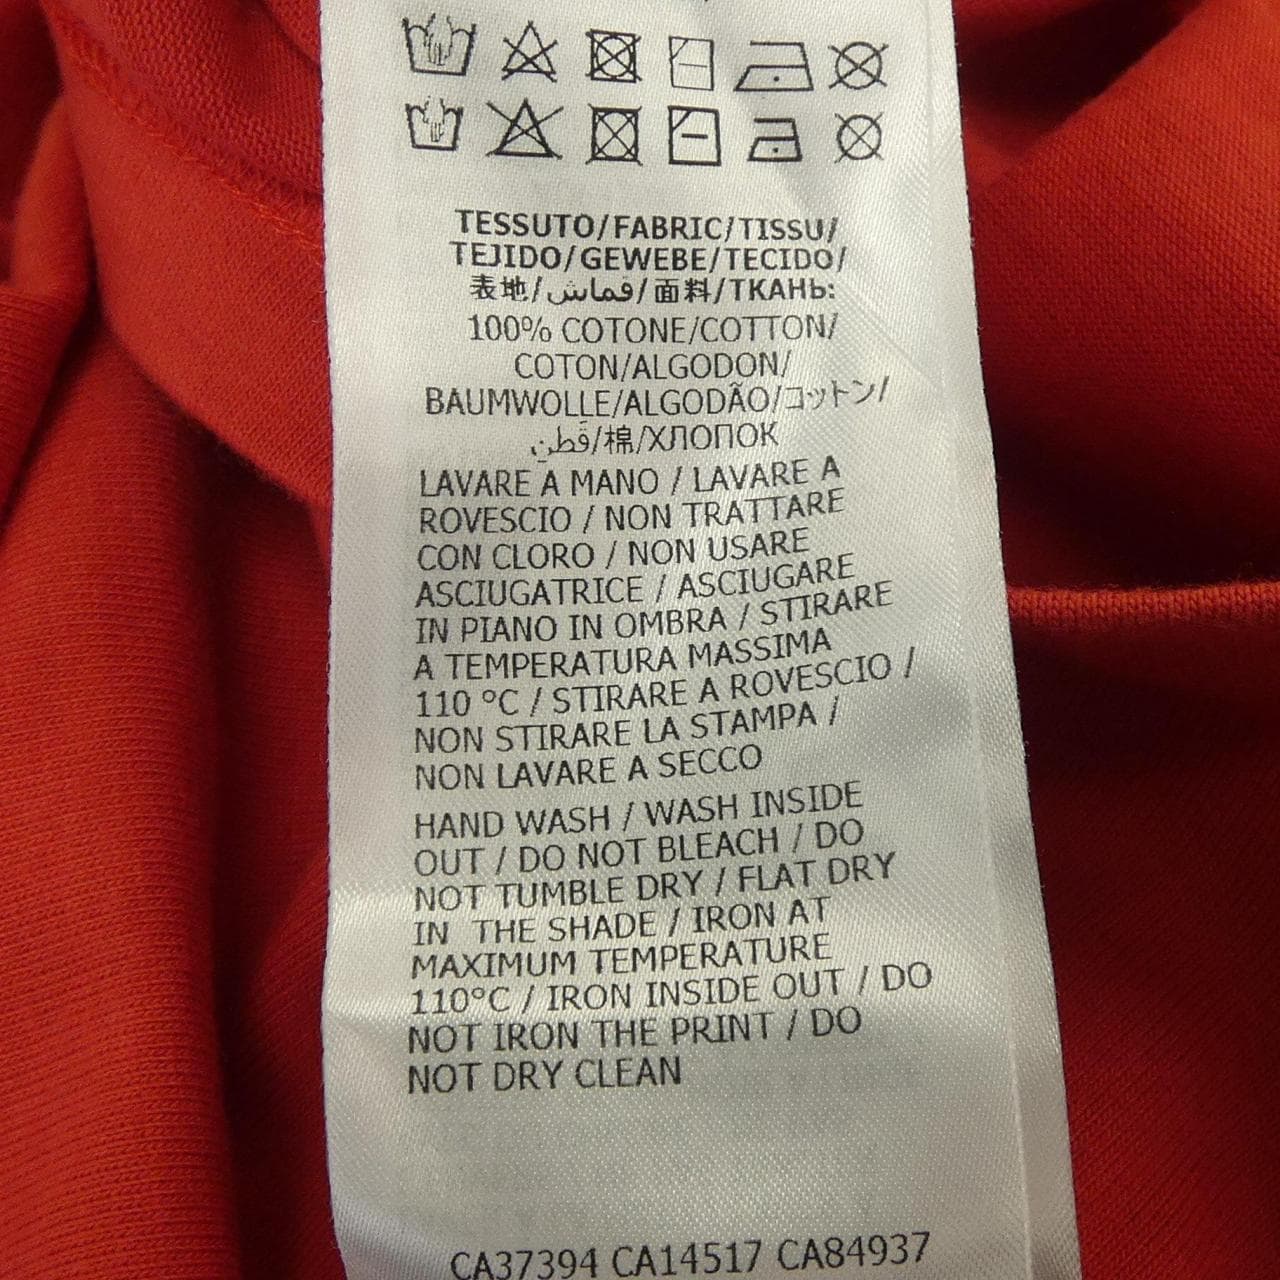 TESSUTO/FABRIC/TISSU/
TEJIDO/GEWEBE/TECIDO/
表地/قماش/面料/ТКАНЬ:
100% COTONE/COTTON/
COTON/ALGODON/
BAUMWOLLE/ALGODÃO/コットン/
قطن/棉/ХЛОПОК
LAVARE A MANO / LAVARE A
ROVESCIO / NON TRATTARE
CON CLORO / NON USARE
ASCIUGATRICE / ASCIUGARE
IN PIANO IN OMBRA / STIRARE
A TEMPERATURA MASSIMA
110 °C / STIRARE A ROVESCIO /
NON STIRARE LA STAMPA /
NON LAVARE A SECCO
HAND WASH / WASH INSIDE
OUT / DO NOT BLEACH / DO
NOT TUMBLE DRY / FLAT DRY
IN THE SHADE / IRON AT
MAXIMUM TEMPERATURE
110°C / IRON INSIDE OUT / DO
NOT IRON THE PRINT / DO
NOT DRY CLEAN
CA37394 CA14517 CA84937